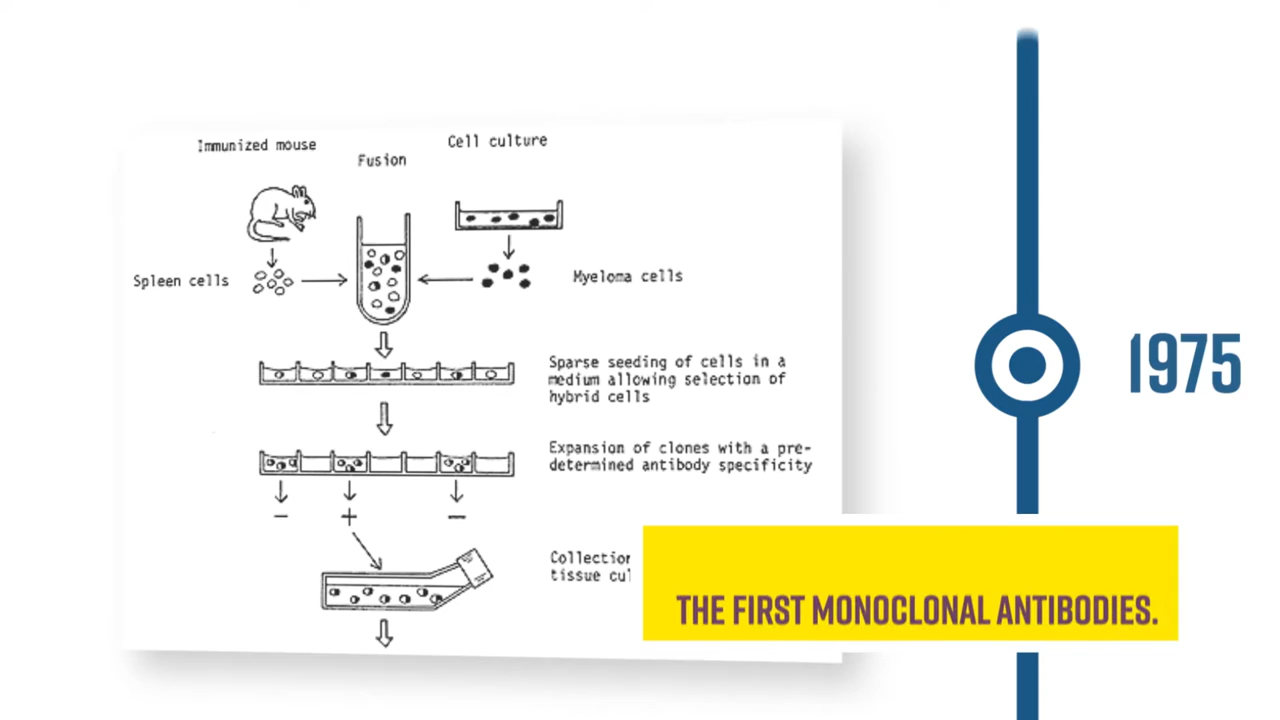 Immunized mouse
Fusion
Cell culture
Spleen cells
Myeloma cells
Sparse seeding of cells in a
medium allowing selection of
hybrid cells
Expansion of clones with a pre-
determined antibody specificity
− + −
Collection
tissue cul
1975
THE FIRST MONOCLONAL ANTIBODIES.